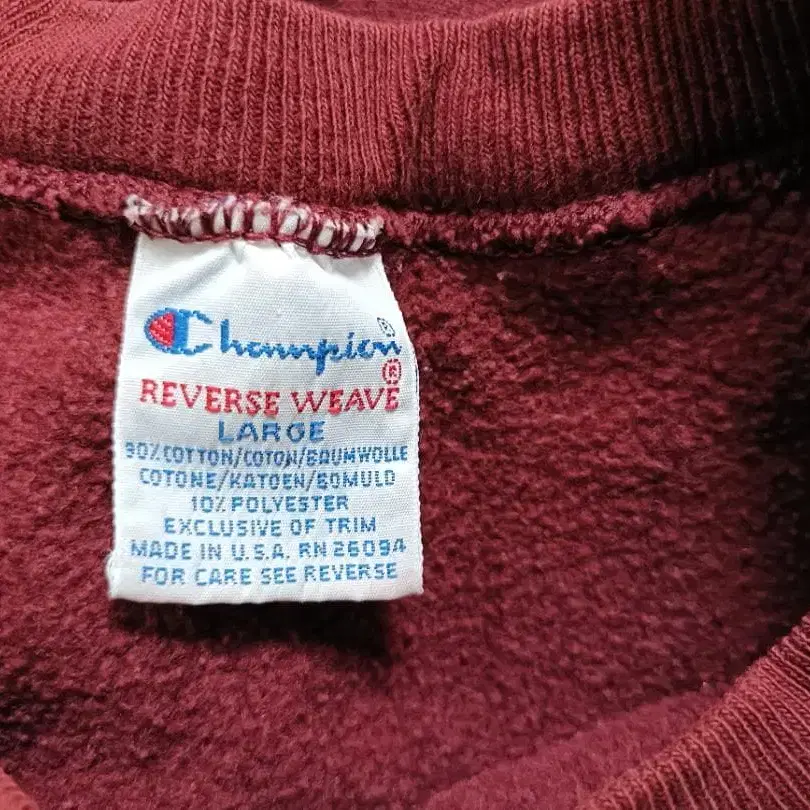 Champion®
REVERSE WEAVE®
LARGE
90% COTTON/COTON/BAUMWOLLE
COTONE/KATOEN/BOMULD
10% POLYESTER
EXCLUSIVE OF TRIM
MADE IN U.S.A. RN 26094
FOR CARE SEE REVERSE